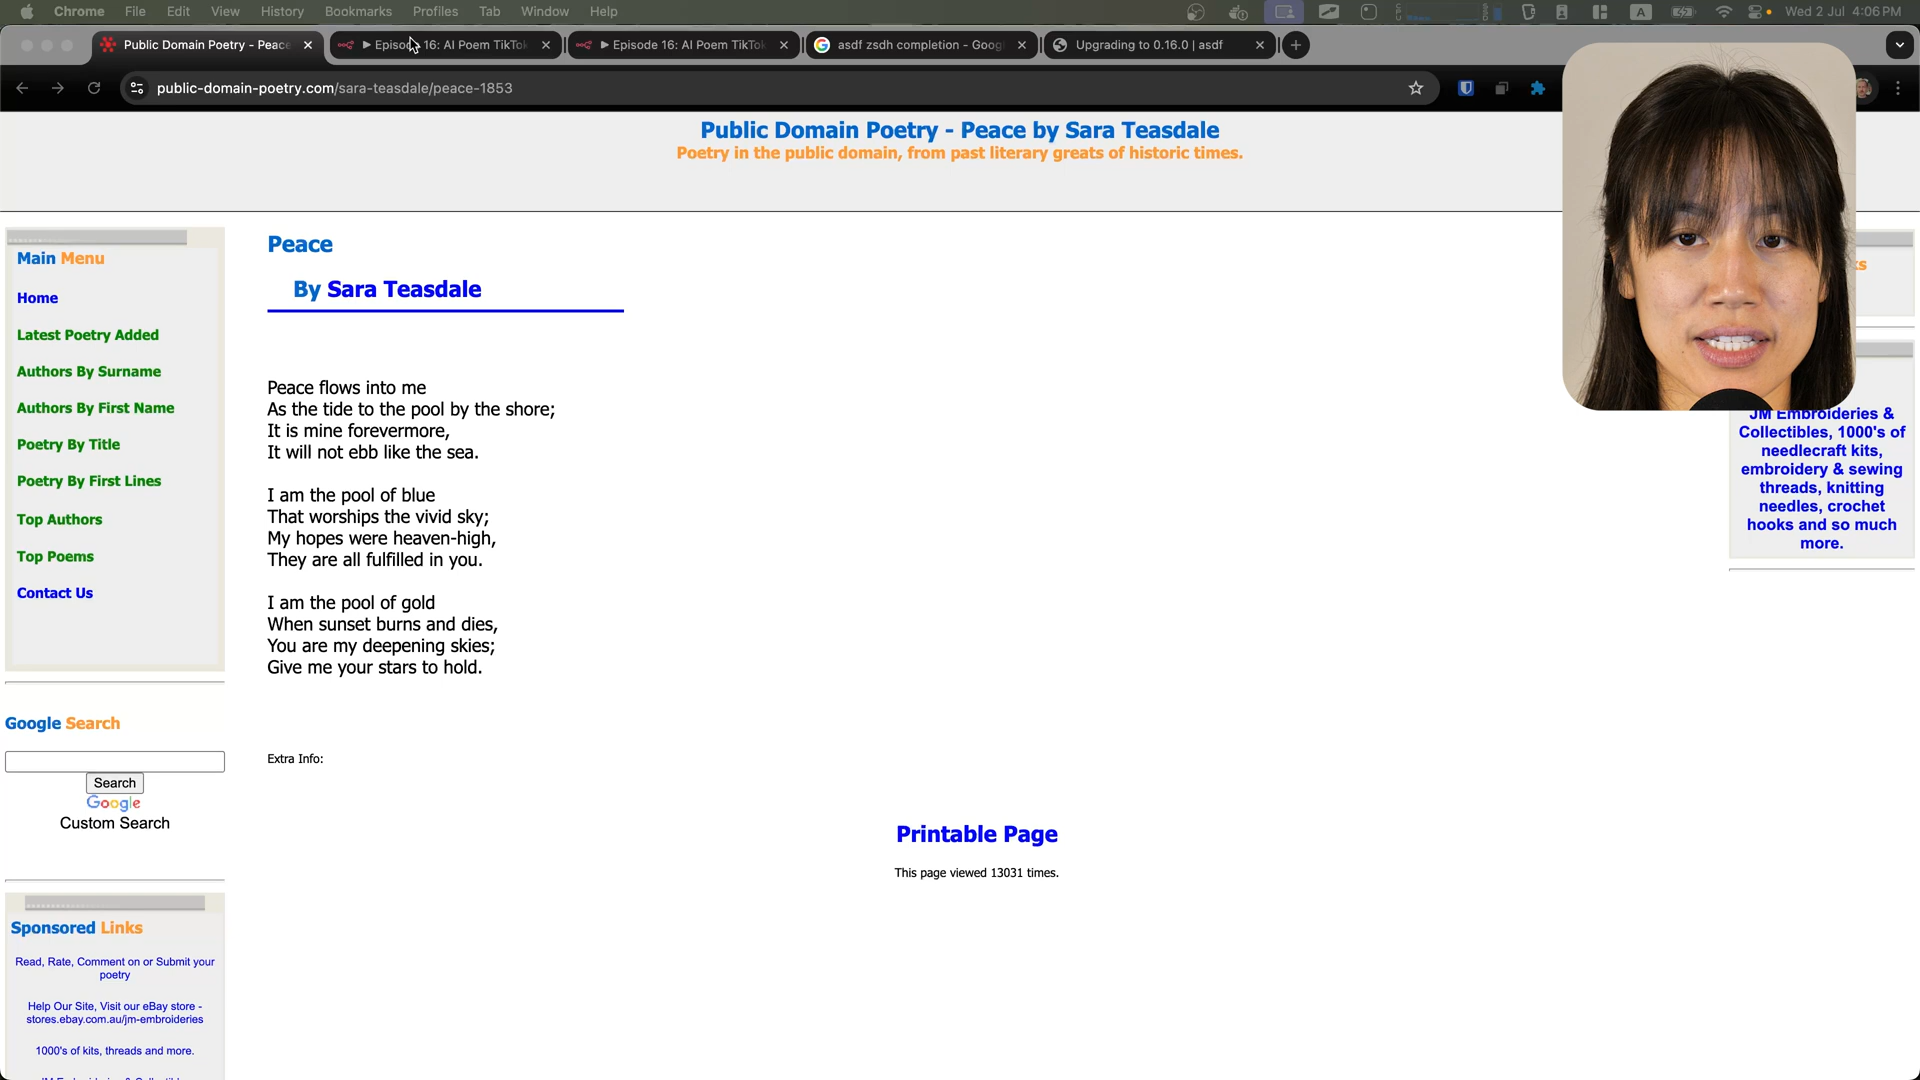 Chrome File Edit View History Bookmarks Profiles Tab Window Help
Wed 2 Jul 4:06 PM
Public Domain Poetry - Peace
Episode 16: AI Poem TikTok
Episode 16: AI Poem TikTok
asdf zsdh completion - Goog
Upgrading to 0.16.0 | asdf
public-domain-poetry.com/sara-teasdale/peace-1853
Public Domain Poetry - Peace by Sara Teasdale
Poetry in the public domain, from past literary greats of historic times.
Main Menu
Home
Latest Poetry Added
Authors By Surname
Authors By First Name
Poetry By Title
Poetry By First Lines
Top Authors
Top Poems
Contact Us
Google Search
Search
Google
Custom Search
Sponsored Links
Read, Rate, Comment on or Submit your
poetry
Help Our Site, Visit our eBay store -
stores.ebay.com.au/jm-embroideries
1000's of kits, threads and more.
Peace
By Sara Teasdale
Peace flows into me
As the tide to the pool by the shore;
It is mine forevermore,
It will not ebb like the sea.
I am the pool of blue
That worships the vivid sky;
My hopes were heaven-high,
They are all fulfilled in you.
I am the pool of gold
When sunset burns and dies,
You are my deepening skies;
Give me your stars to hold.
Extra Info:
Printable Page
This page viewed 13031 times.
JM Embroideries &
Collectibles, 1000's of
needlecraft kits,
embroidery & sewing
threads, knitting
needles, crochet
hooks and so much
more.